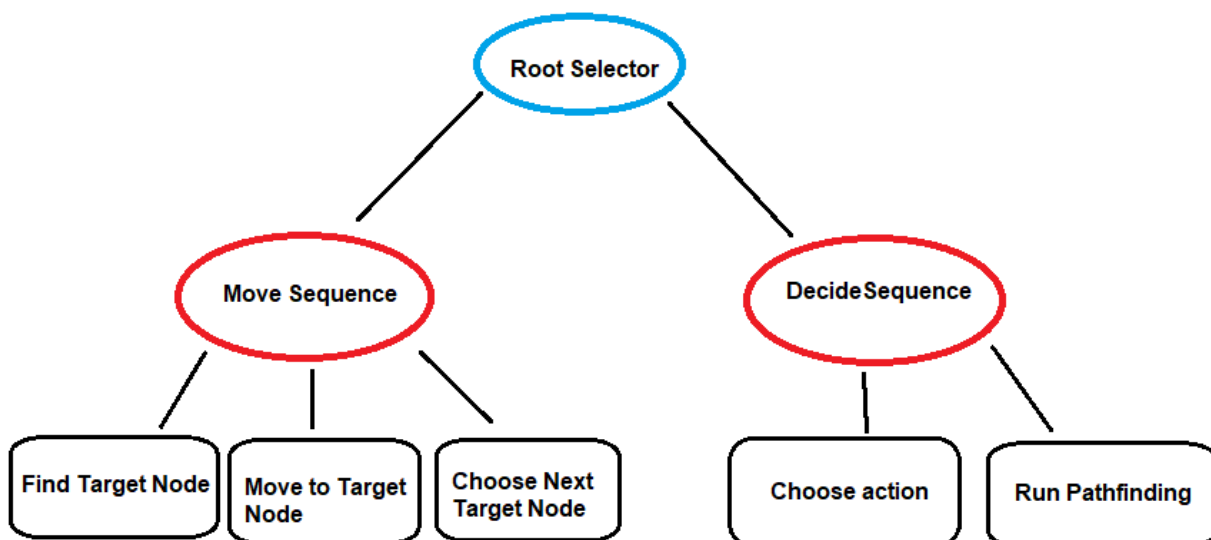 Root Selector
Move Sequence
DecideSequence
Find Target Node
Move to Target
Node
Choose Next
Target Node
Choose action
Run Pathfinding